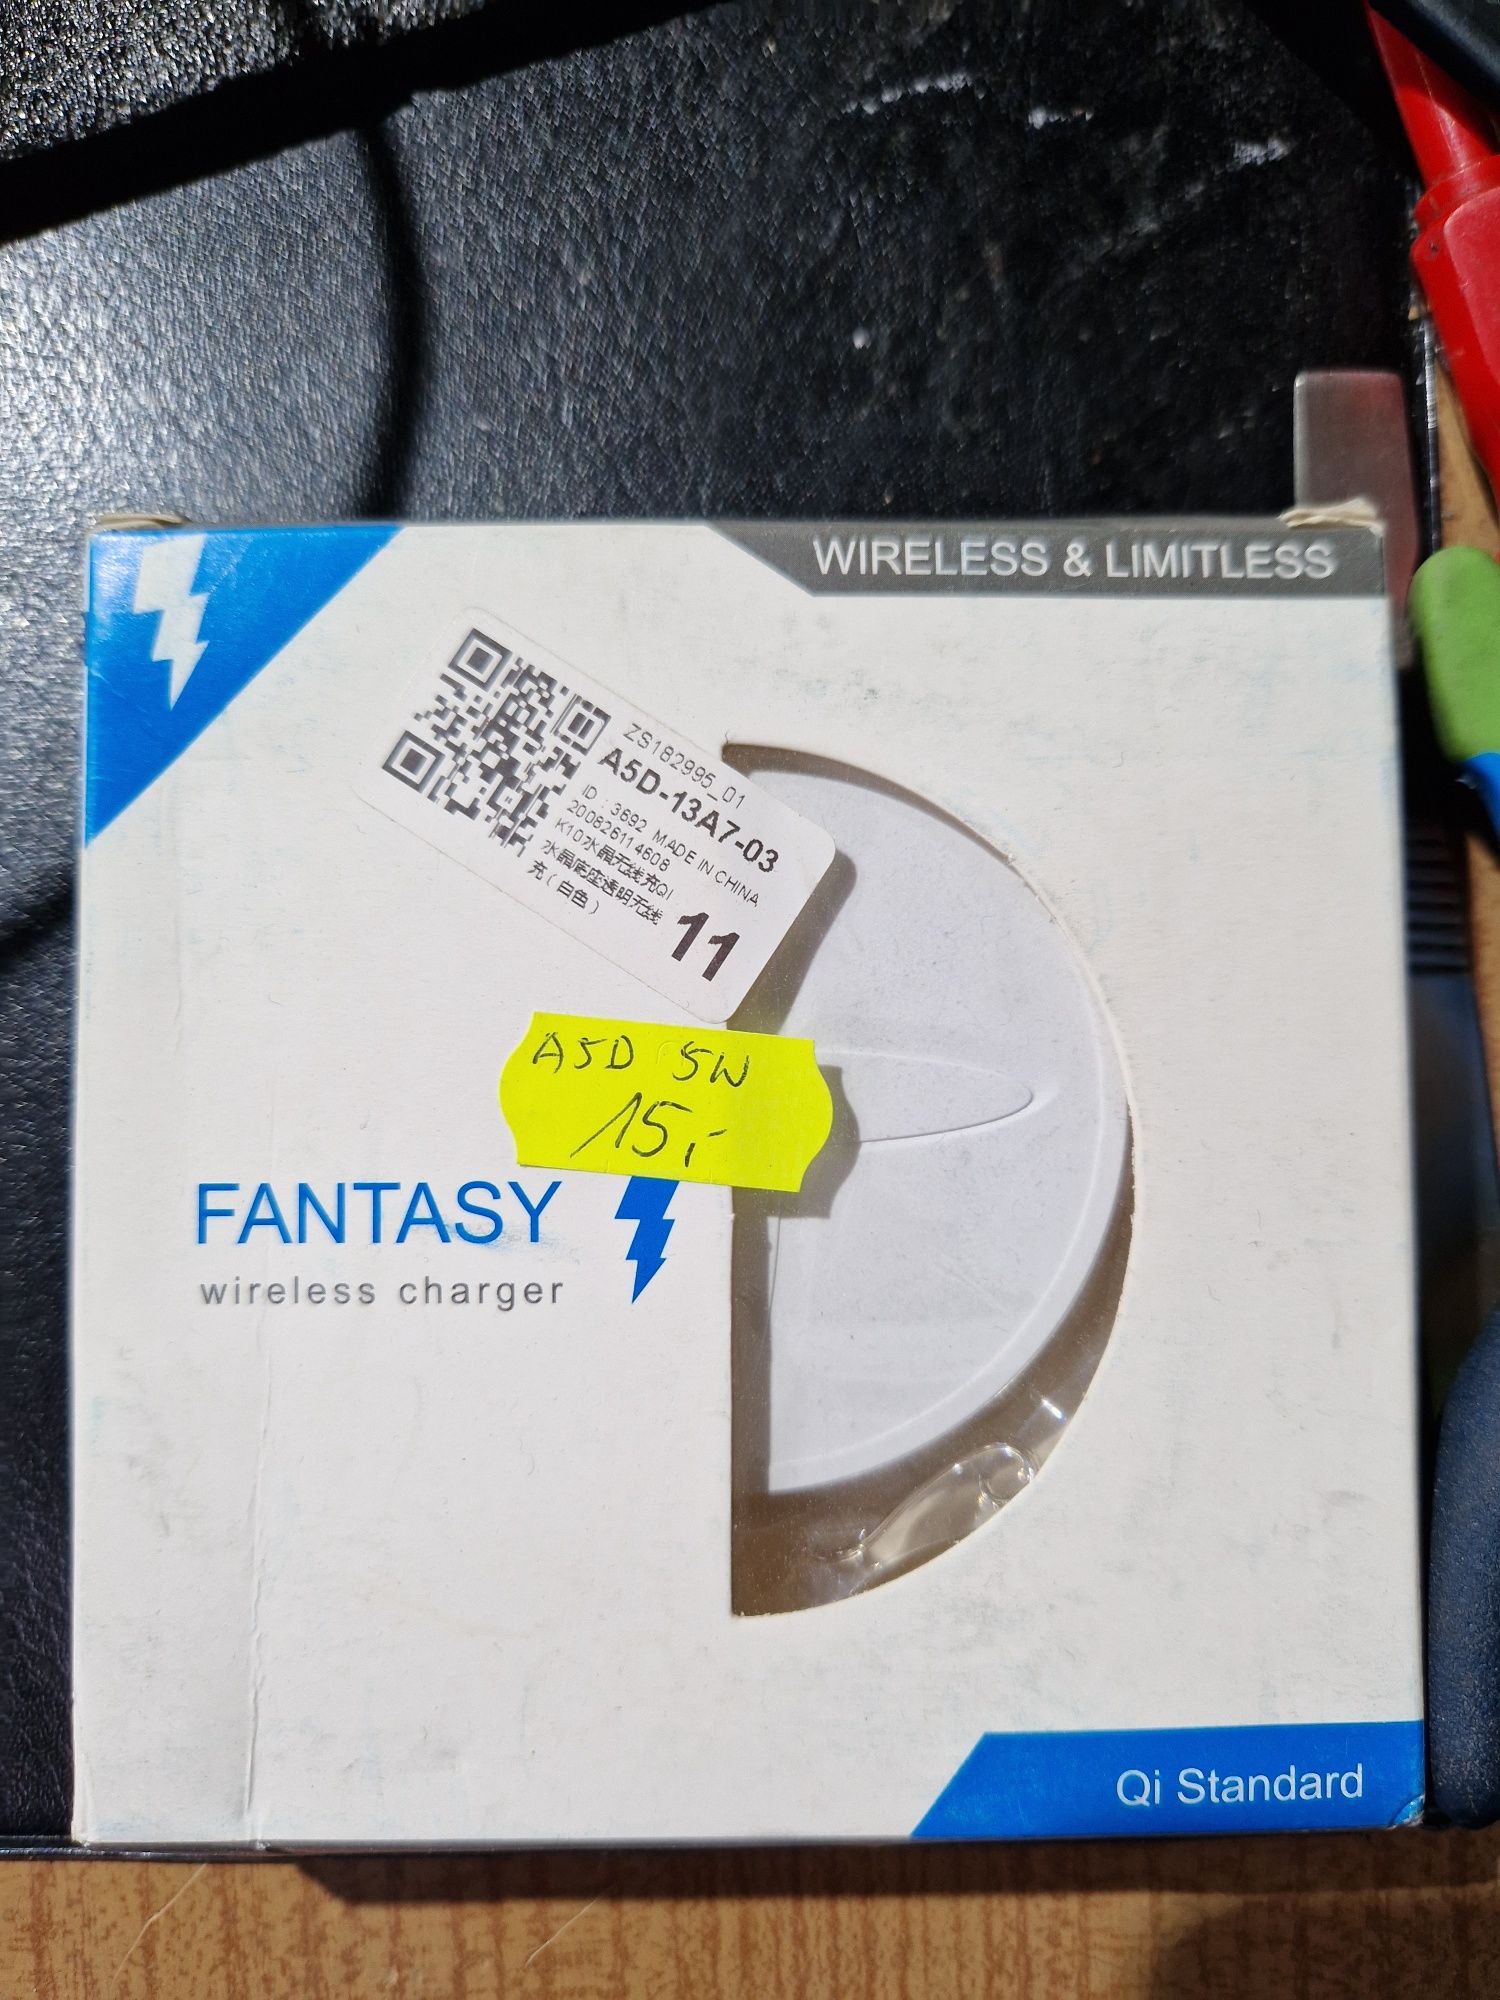 WIRELESS & LIMITLESS
ZS182995_01
A5D-13A7-03
ID : 3692 MADE IN CHINA
200826114608
K10水晶无线充QI
水晶底座透明无线
充(白色)
11
A5D 5W
15,-
FANTASY
wireless charger
Qi Standard